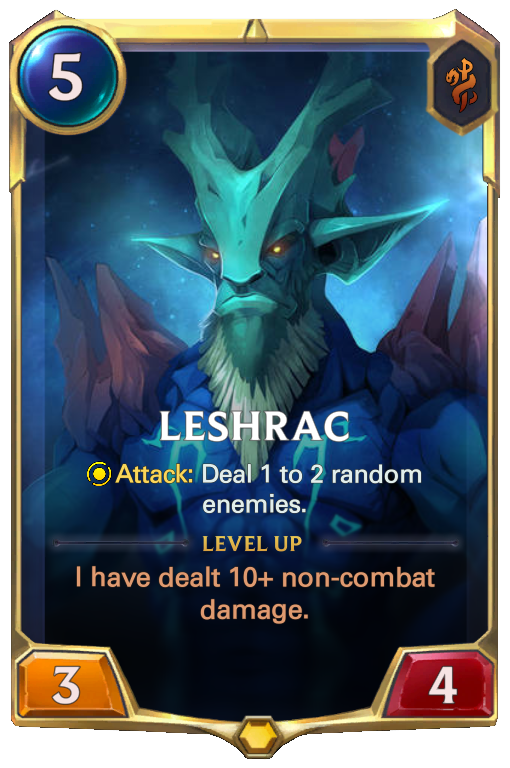 5
LESHRAC
Attack: Deal 1 to 2 random
enemies.
LEVEL UP
I have dealt 10+ non-combat
damage.
3
4